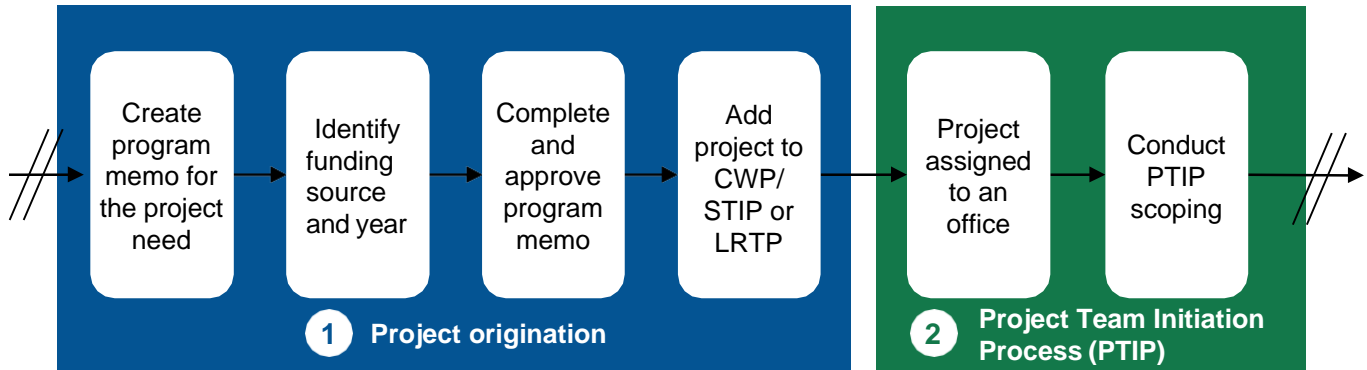 Create
program
memo for
the project
need
Identify
funding
source
and year
Complete
and
approve
program
memo
Add
project to
CWP/
STIP or
LRTP
Project
assigned
to an
office
Conduct
PTIP
scoping
1 Project origination
2 Project Team Initiation
Process (PTIP)